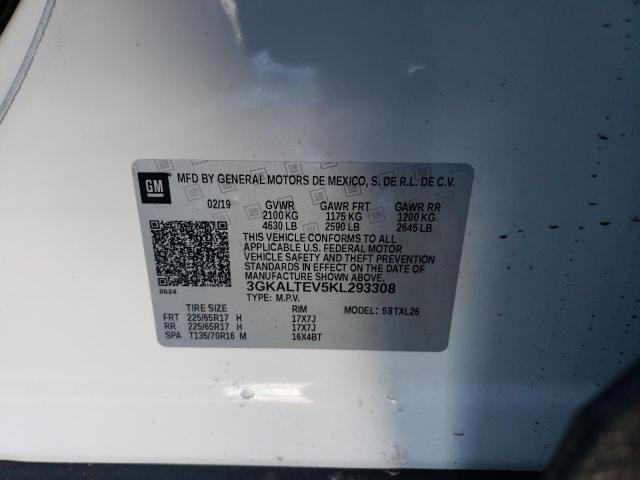 GM MFD BY GENERAL MOTORS DE MEXICO, S. DE R.L. DE C.V.
02/19 GVWR GAWR FRT GAWR RR
2100 KG 1175 KG 1200 KG
4630 LB 2590 LB 2645 LB
THIS VEHICLE CONFORMS TO ALL
APPLICABLE U.S. FEDERAL MOTOR
VEHICLE SAFETY, BUMPER, AND THEFT
PREVENTION STANDARDS IN EFFECT
ON THE DATE OF
MANUFACTURE SHOWN ABOVE.
8624 3GKALTEV5KL293308
TYPE: M.P.V.
TIRE SIZE RIM MODEL: 58TXL26
FRT 225/65R17 H 17X7J
RR 225/65R17 H 17X7J
SPA T135/70R16 M 16X4BT